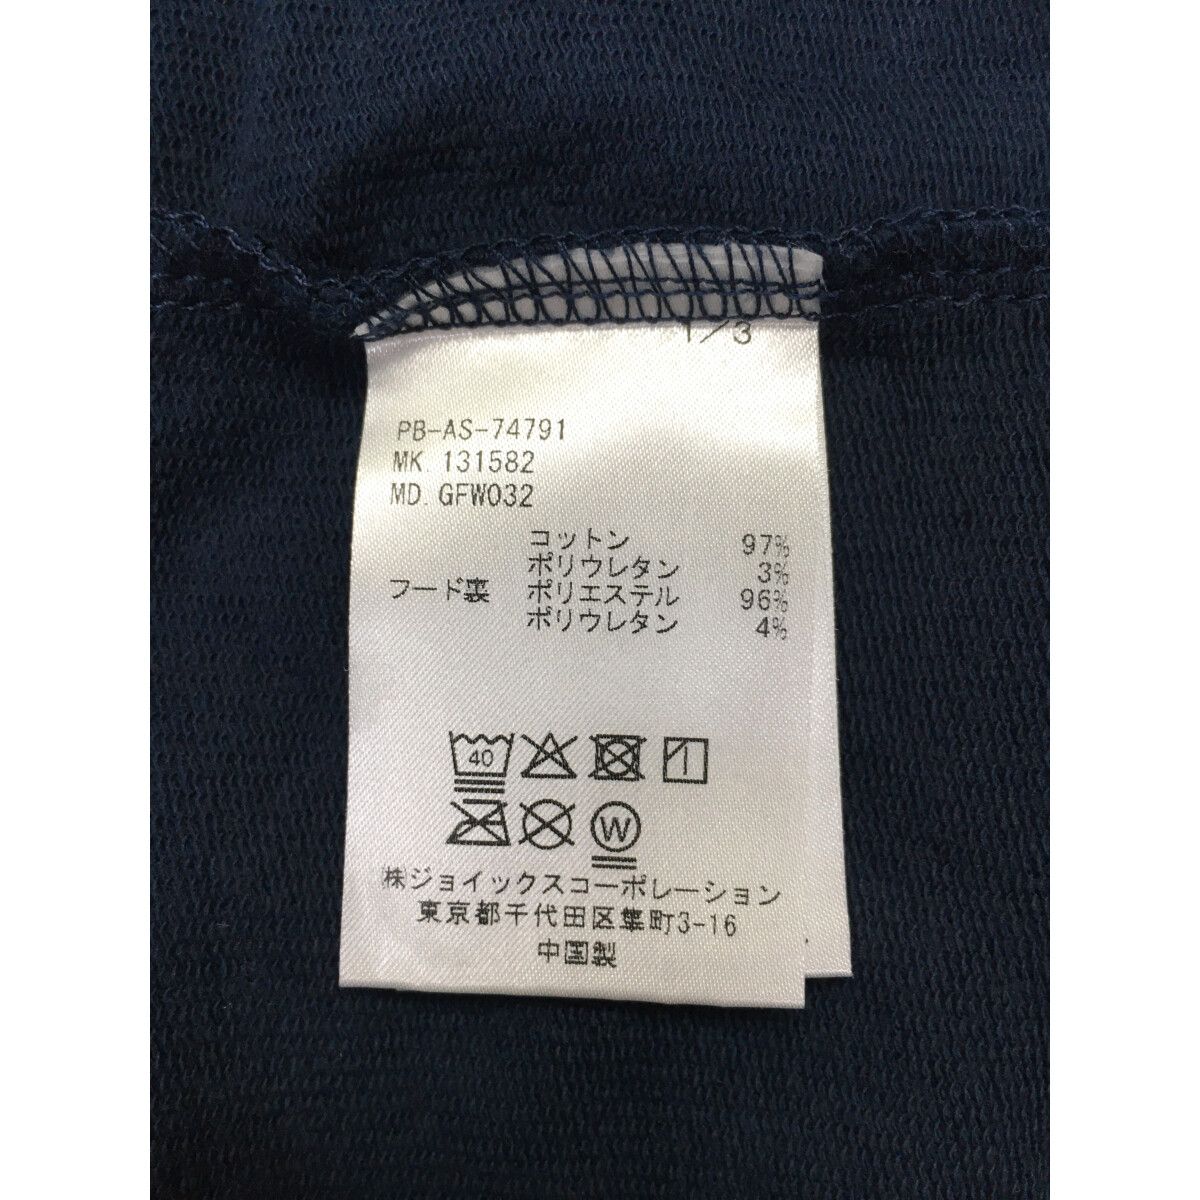 1/3
PB-AS-74791
MK. 131582
MD. GFW032
コットン 97%
ポリウレタン 3%
フード裏 ポリエステル 96%
ポリウレタン 4%
40
W
㈱ジョイックスコーポレーション
東京都千代田区隼町3-16
中国製